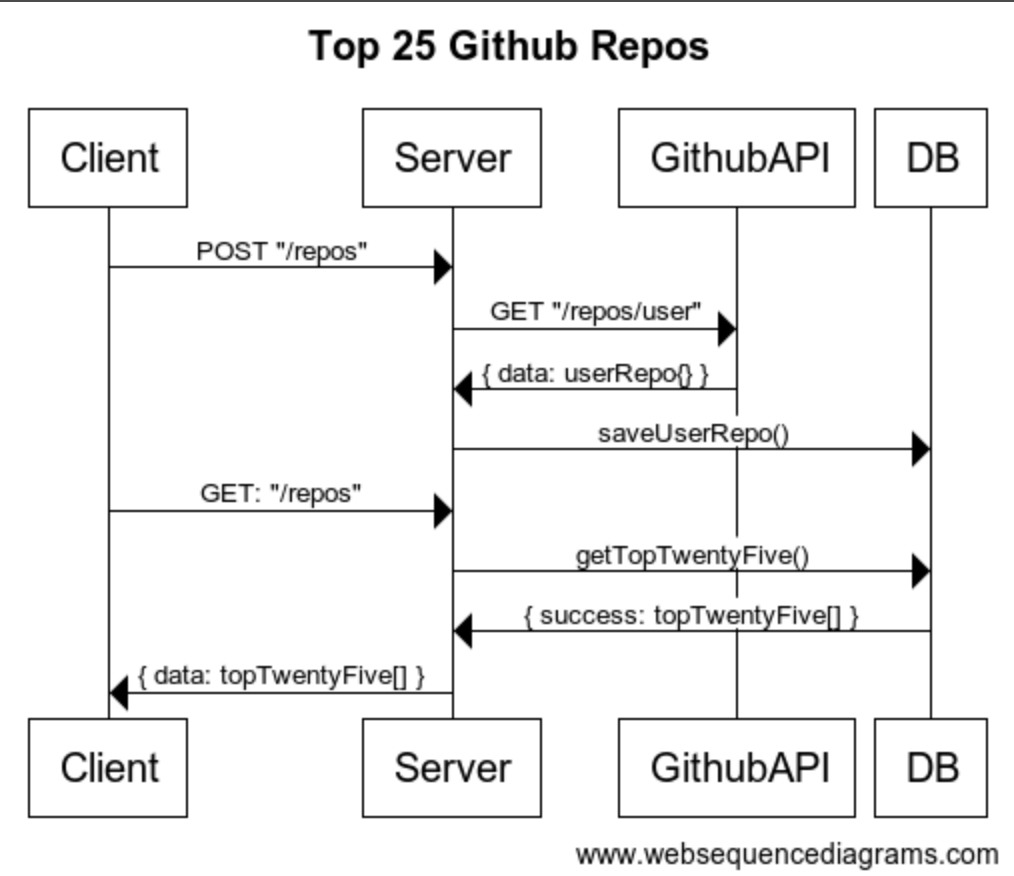 Top 25 Github Repos
Client Server GithubAPI DB
POST "/repos"
GET "/repos/user"
{ data: userRepo{} }
saveUserRepo()
GET: "/repos"
getTopTwentyFive()
{ success: topTwentyFive[] }
{ data: topTwentyFive[] }
Client Server GithubAPI DB
www.websequencediagrams.com